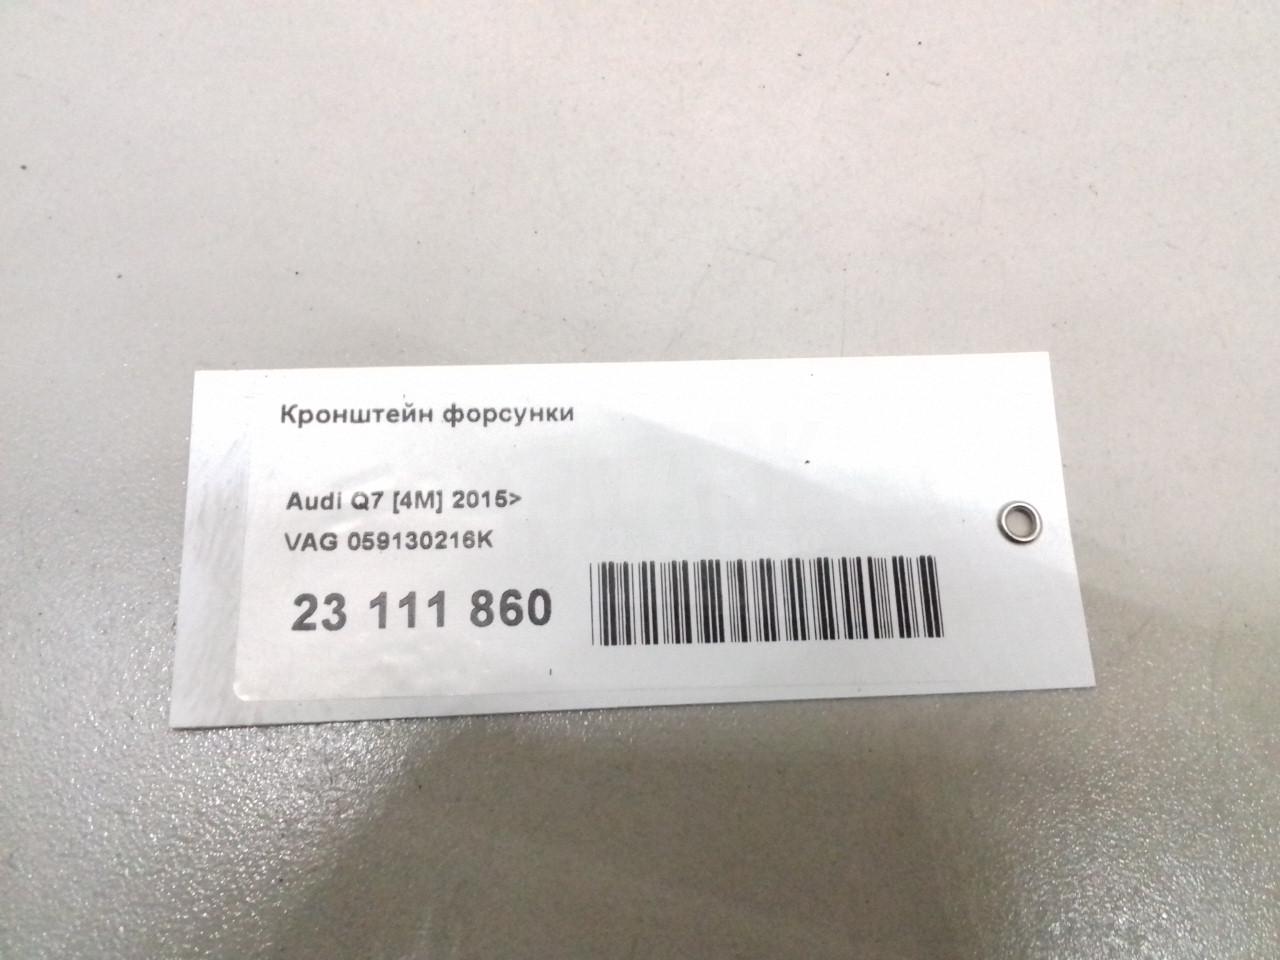 Кронштейн форсунки
Audi Q7 [4M] 2015>
VAG 059130216K
23 111 860